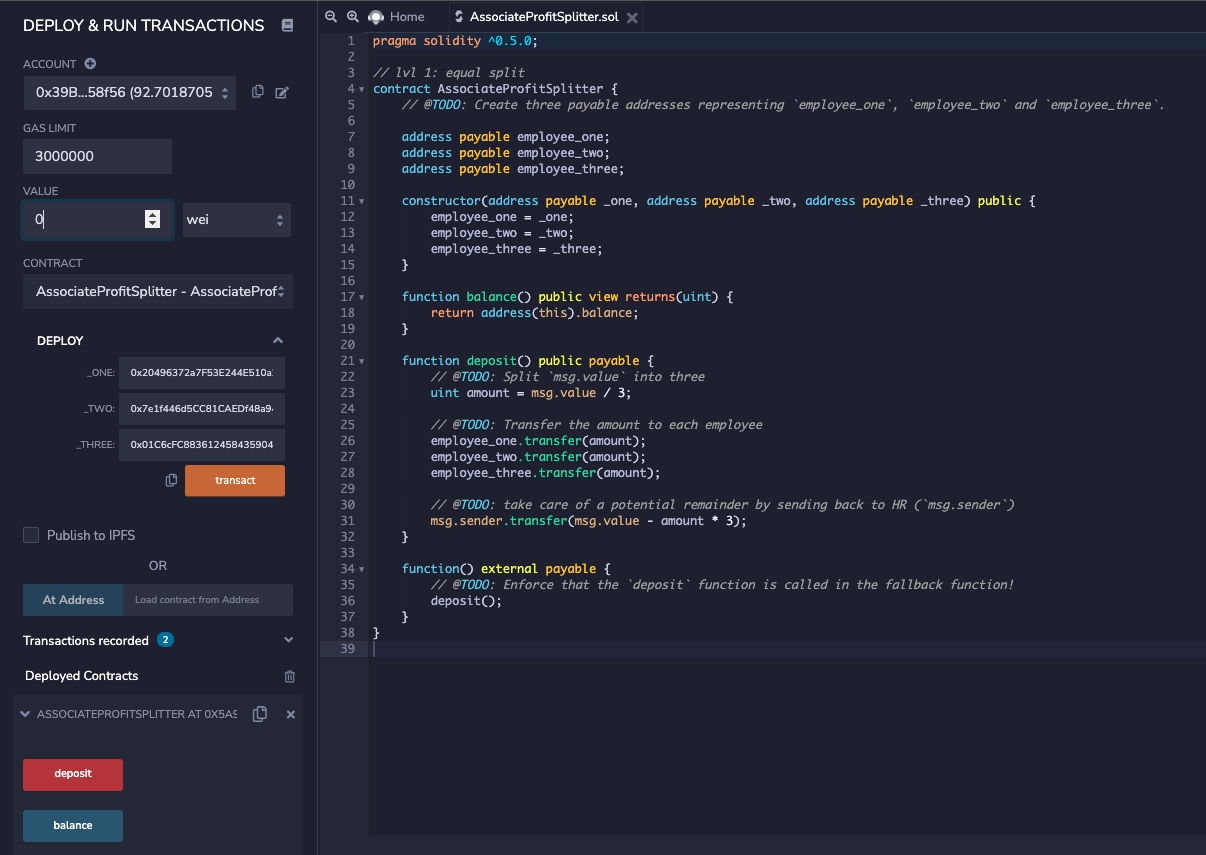 DEPLOY & RUN TRANSACTIONS
ACCOUNT
0x39B...58f56 (92.7018705
GAS LIMIT
3000000
VALUE
0
wei
CONTRACT
AssociateProfitSplitter - AssociateProf
DEPLOY
_ONE: 0x20496372a7F53E244E510a
_TWO: 0x7e1f446d5CC81CAEDf48a9
_THREE: 0x01C6cFC883612458435904
transact
Publish to IPFS
OR
At Address
Load contract from Address
Transactions recorded 2
Deployed Contracts
ASSOCIATEPROFITSPLITTER AT 0X5A
deposit
balance
Home
AssociateProfitSplitter.sol
1 pragma solidity ^0.5.0;
2
3 // lvl 1: equal split
4 contract AssociateProfitSplitter {
5 // @TODO: Create three payable addresses representing `employee_one`, `employee_two` and `employee_three`.
6
7 address payable employee_one;
8 address payable employee_two;
9 address payable employee_three;
10
11 constructor(address payable _one, address payable _two, address payable _three) public {
12 employee_one = _one;
13 employee_two = _two;
14 employee_three = _three;
15 }
16
17 function balance() public view returns(uint) {
18 return address(this).balance;
19 }
20
21 function deposit() public payable {
22 // @TODO: Split `msg.value` into three
23 uint amount = msg.value / 3;
24
25 // @TODO: Transfer the amount to each employee
26 employee_one.transfer(amount);
27 employee_two.transfer(amount);
28 employee_three.transfer(amount);
29
30 // @TODO: take care of a potential remainder by sending back to HR (`msg.sender`)
31 msg.sender.transfer(msg.value - amount * 3);
32 }
33
34 function() external payable {
35 // @TODO: Enforce that the `deposit` function is called in the fallback function!
36 deposit();
37 }
38 }
39